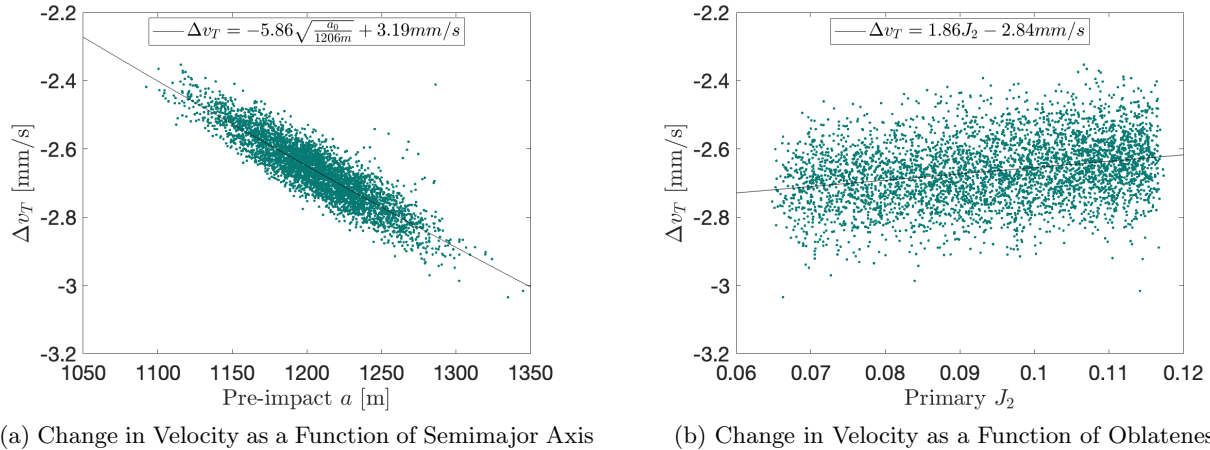 Δv_T = −5.86√(a_0/1206m) + 3.19mm/s
-2.2
-2.4
-2.6
-2.8
-3
-3.2
Δv_T [mm/s]
1050 1100 1150 1200 1250 1300 1350
Pre-impact a [m]
(a) Change in Velocity as a Function of Semimajor Axis
Δv_T = 1.86J_2 − 2.84mm/s
-2.2
-2.4
-2.6
-2.8
-3
-3.2
Δv_T [mm/s]
0.06 0.07 0.08 0.09 0.1 0.11 0.12
Primary J_2
(b) Change in Velocity as a Function of Oblatenes